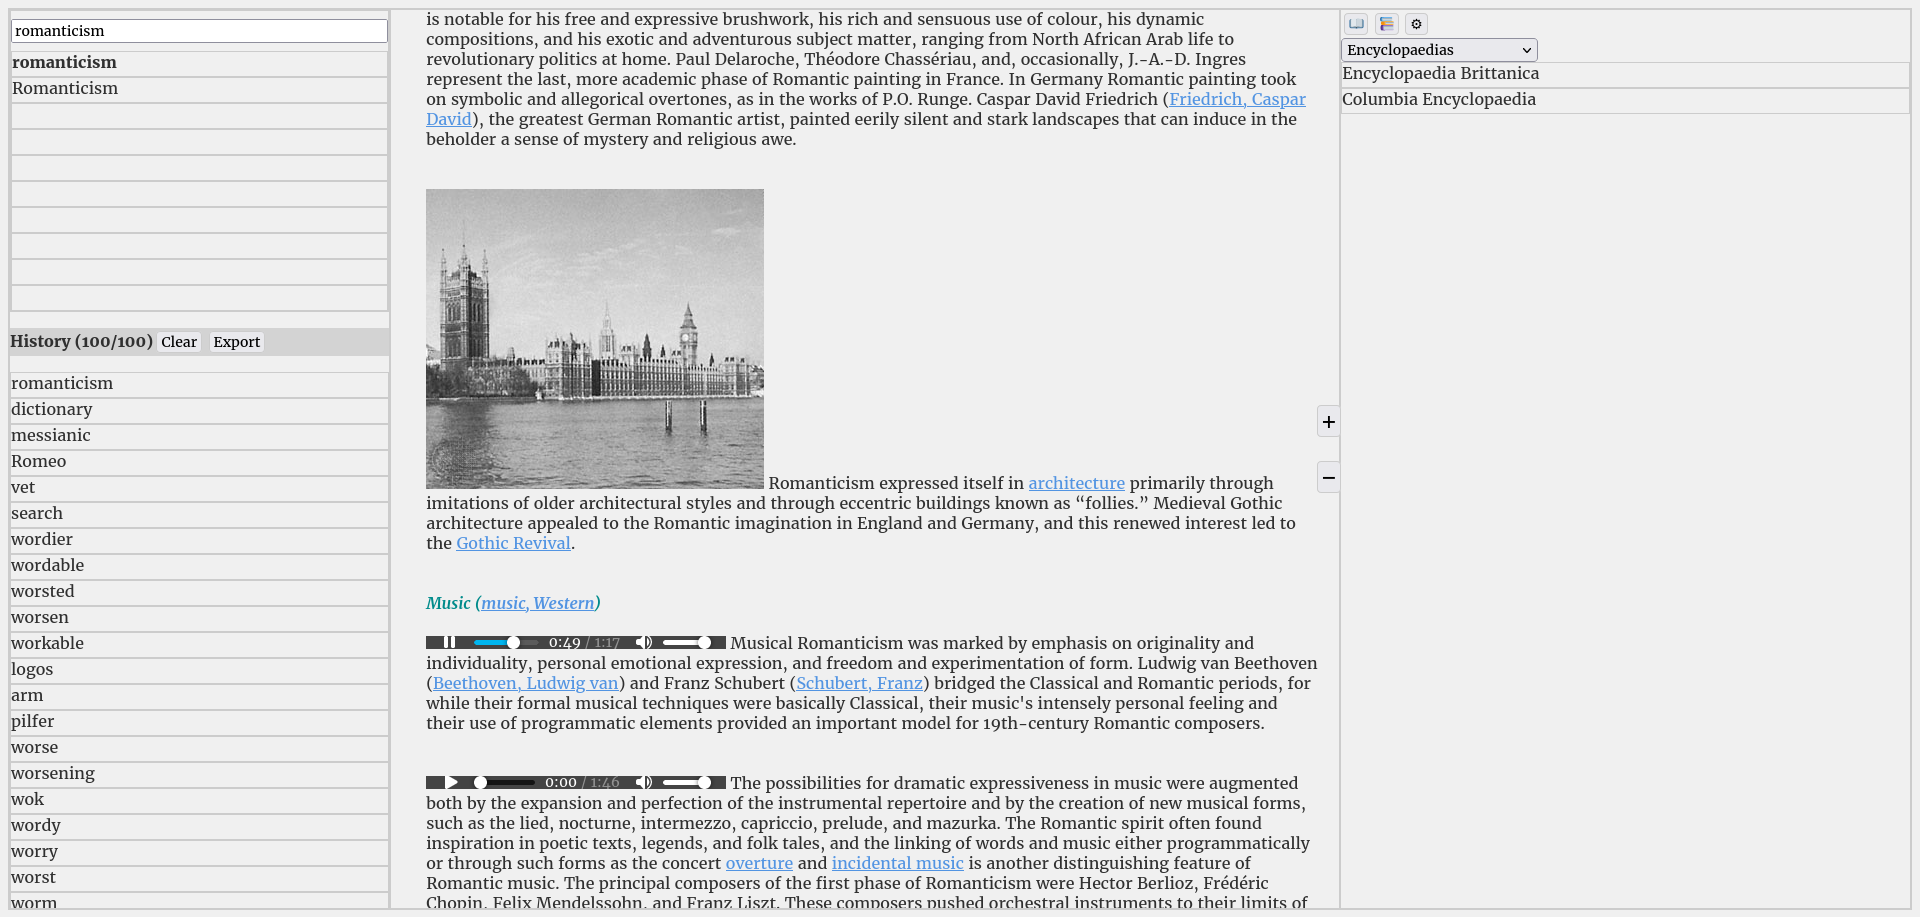 romanticism
romanticism
Romanticism
History (100/100) Clear Export
romanticism
dictionary
messianic
Romeo
vet
search
wordier
wordable
worsted
worsen
workable
logos
arm
pilfer
worse
worsening
wok
wordy
worry
worst
worm
is notable for his free and expressive brushwork, his rich and sensuous use of colour, his dynamic
compositions, and his exotic and adventurous subject matter, ranging from North African Arab life to
revolutionary politics at home. Paul Delaroche, Théodore Chassériau, and, occasionally, J.-A.-D. Ingres
represent the last, more academic phase of Romantic painting in France. In Germany Romantic painting took
on symbolic and allegorical overtones, as in the works of P.O. Runge. Caspar David Friedrich (Friedrich, Caspar
David), the greatest German Romantic artist, painted eerily silent and stark landscapes that can induce in the
beholder a sense of mystery and religious awe.
Romanticism expressed itself in architecture primarily through
imitations of older architectural styles and through eccentric buildings known as “follies.” Medieval Gothic
architecture appealed to the Romantic imagination in England and Germany, and this renewed interest led to
the Gothic Revival.
Music (music, Western)
0:49 / 1:17 Musical Romanticism was marked by emphasis on originality and
individuality, personal emotional expression, and freedom and experimentation of form. Ludwig van Beethoven
(Beethoven, Ludwig van) and Franz Schubert (Schubert, Franz) bridged the Classical and Romantic periods, for
while their formal musical techniques were basically Classical, their music's intensely personal feeling and
their use of programmatic elements provided an important model for 19th-century Romantic composers.
0:00 / 1:46 The possibilities for dramatic expressiveness in music were augmented
both by the expansion and perfection of the instrumental repertoire and by the creation of new musical forms,
such as the lied, nocturne, intermezzo, capriccio, prelude, and mazurka. The Romantic spirit often found
inspiration in poetic texts, legends, and folk tales, and the linking of words and music either programmatically
or through such forms as the concert overture and incidental music is another distinguishing feature of
Romantic music. The principal composers of the first phase of Romanticism were Hector Berlioz, Frédéric
Chopin, Felix Mendelssohn, and Franz Liszt. These composers pushed orchestral instruments to their limits of
+
−
Encyclopaedias
Encyclopaedia Brittanica
Columbia Encyclopaedia